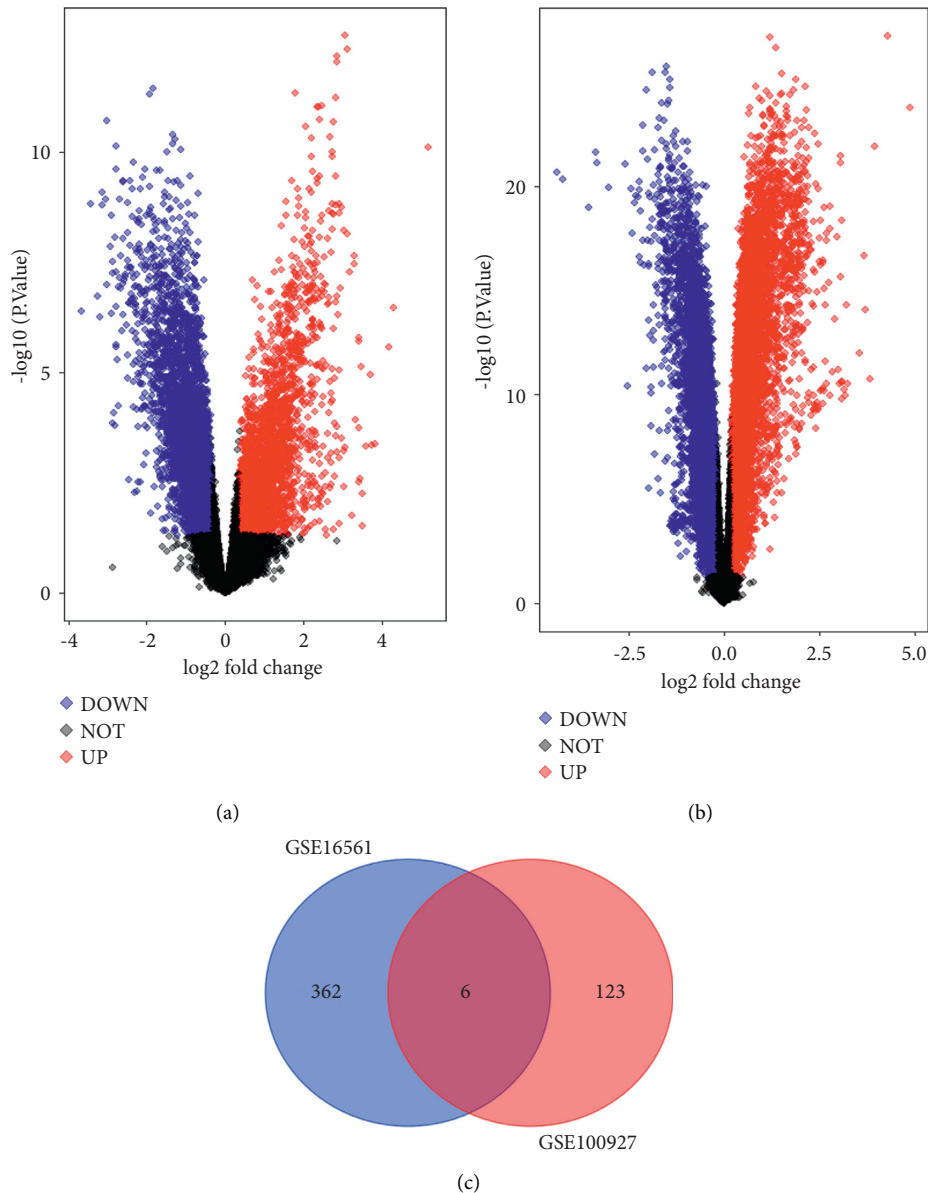 10
5
0
-log10 (P.Value)
-4
-2
0
2
4
log2 fold change
DOWN
NOT
UP
(a)
20
10
0
-log10 (P.Value)
-2.5
0.0
2.5
5.0
log2 fold change
DOWN
NOT
UP
(b)
GSE16561
362
6
123
GSE100927
(c)